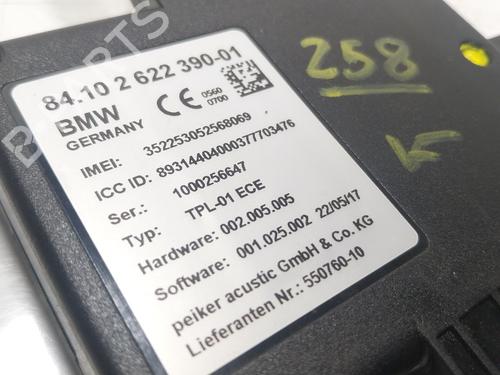 84.10 2 622 390-01
BMW
GERMANY
CE 0560
0700
IMEI: 352253052568069
ICC ID: 89314404000377703476
Ser.: 1000256647
Typ: TPL-01 ECE
Hardware: 002.005.005
Software: 001.025.002 22/05/17
peiker acustic GmbH & Co. KG
Lieferanten Nr.: 550760-10
258
PARTS